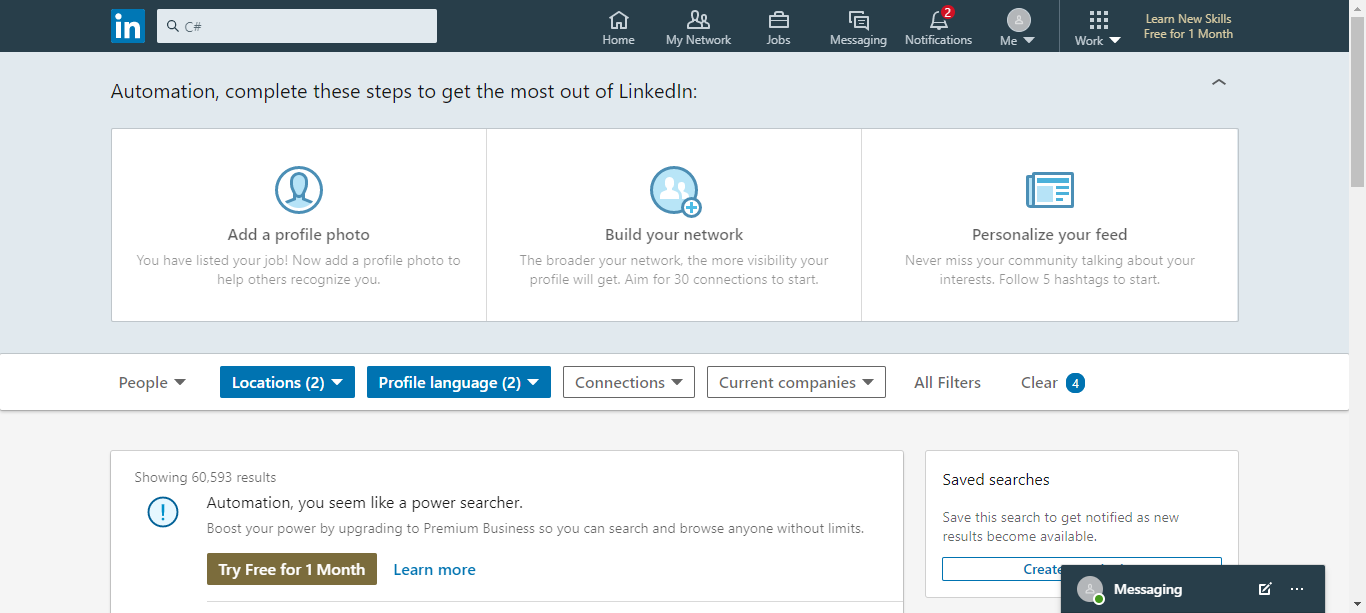 in
C#
Home
My Network
Jobs
Messaging
2
Notifications
Me
Work
Learn New Skills
Free for 1 Month
Automation, complete these steps to get the most out of LinkedIn:
Add a profile photo
You have listed your job! Now add a profile photo to
help others recognize you.
Build your network
The broader your network, the more visibility your
profile will get. Aim for 30 connections to start.
Personalize your feed
Never miss your community talking about your
interests. Follow 5 hashtags to start.
People
Locations (2)
Profile language (2)
Connections
Current companies
All Filters
Clear 4
Showing 60,593 results
Automation, you seem like a power searcher.
Boost your power by upgrading to Premium Business so you can search and browse anyone without limits.
Try Free for 1 Month
Learn more
Saved searches
Save this search to get notified as new
results become available.
Create
Messaging